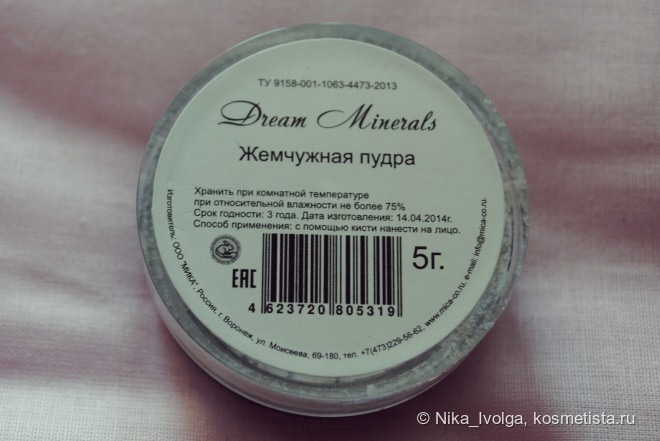 ТУ 9158-001-1063-4473-2013
Dream Minerals
Жемчужная пудра
Хранить при комнатной температуре
при относительной влажности не более 75%
Срок годности: 3 года. Дата изготовления: 14.04.2014г.
Способ применения: с помощью кисти нанести на лицо.
ЕАС
5г.
4 623720 805319
Изготовитель: ООО "МИКА", Россия, г. Воронеж, ул. Моисеева, 69-180, тел. +7(473)229-56-62, www.mica-co.ru, e-mail: info@mica-co.ru.
© Nika_Ivolga, kosmetista.ru